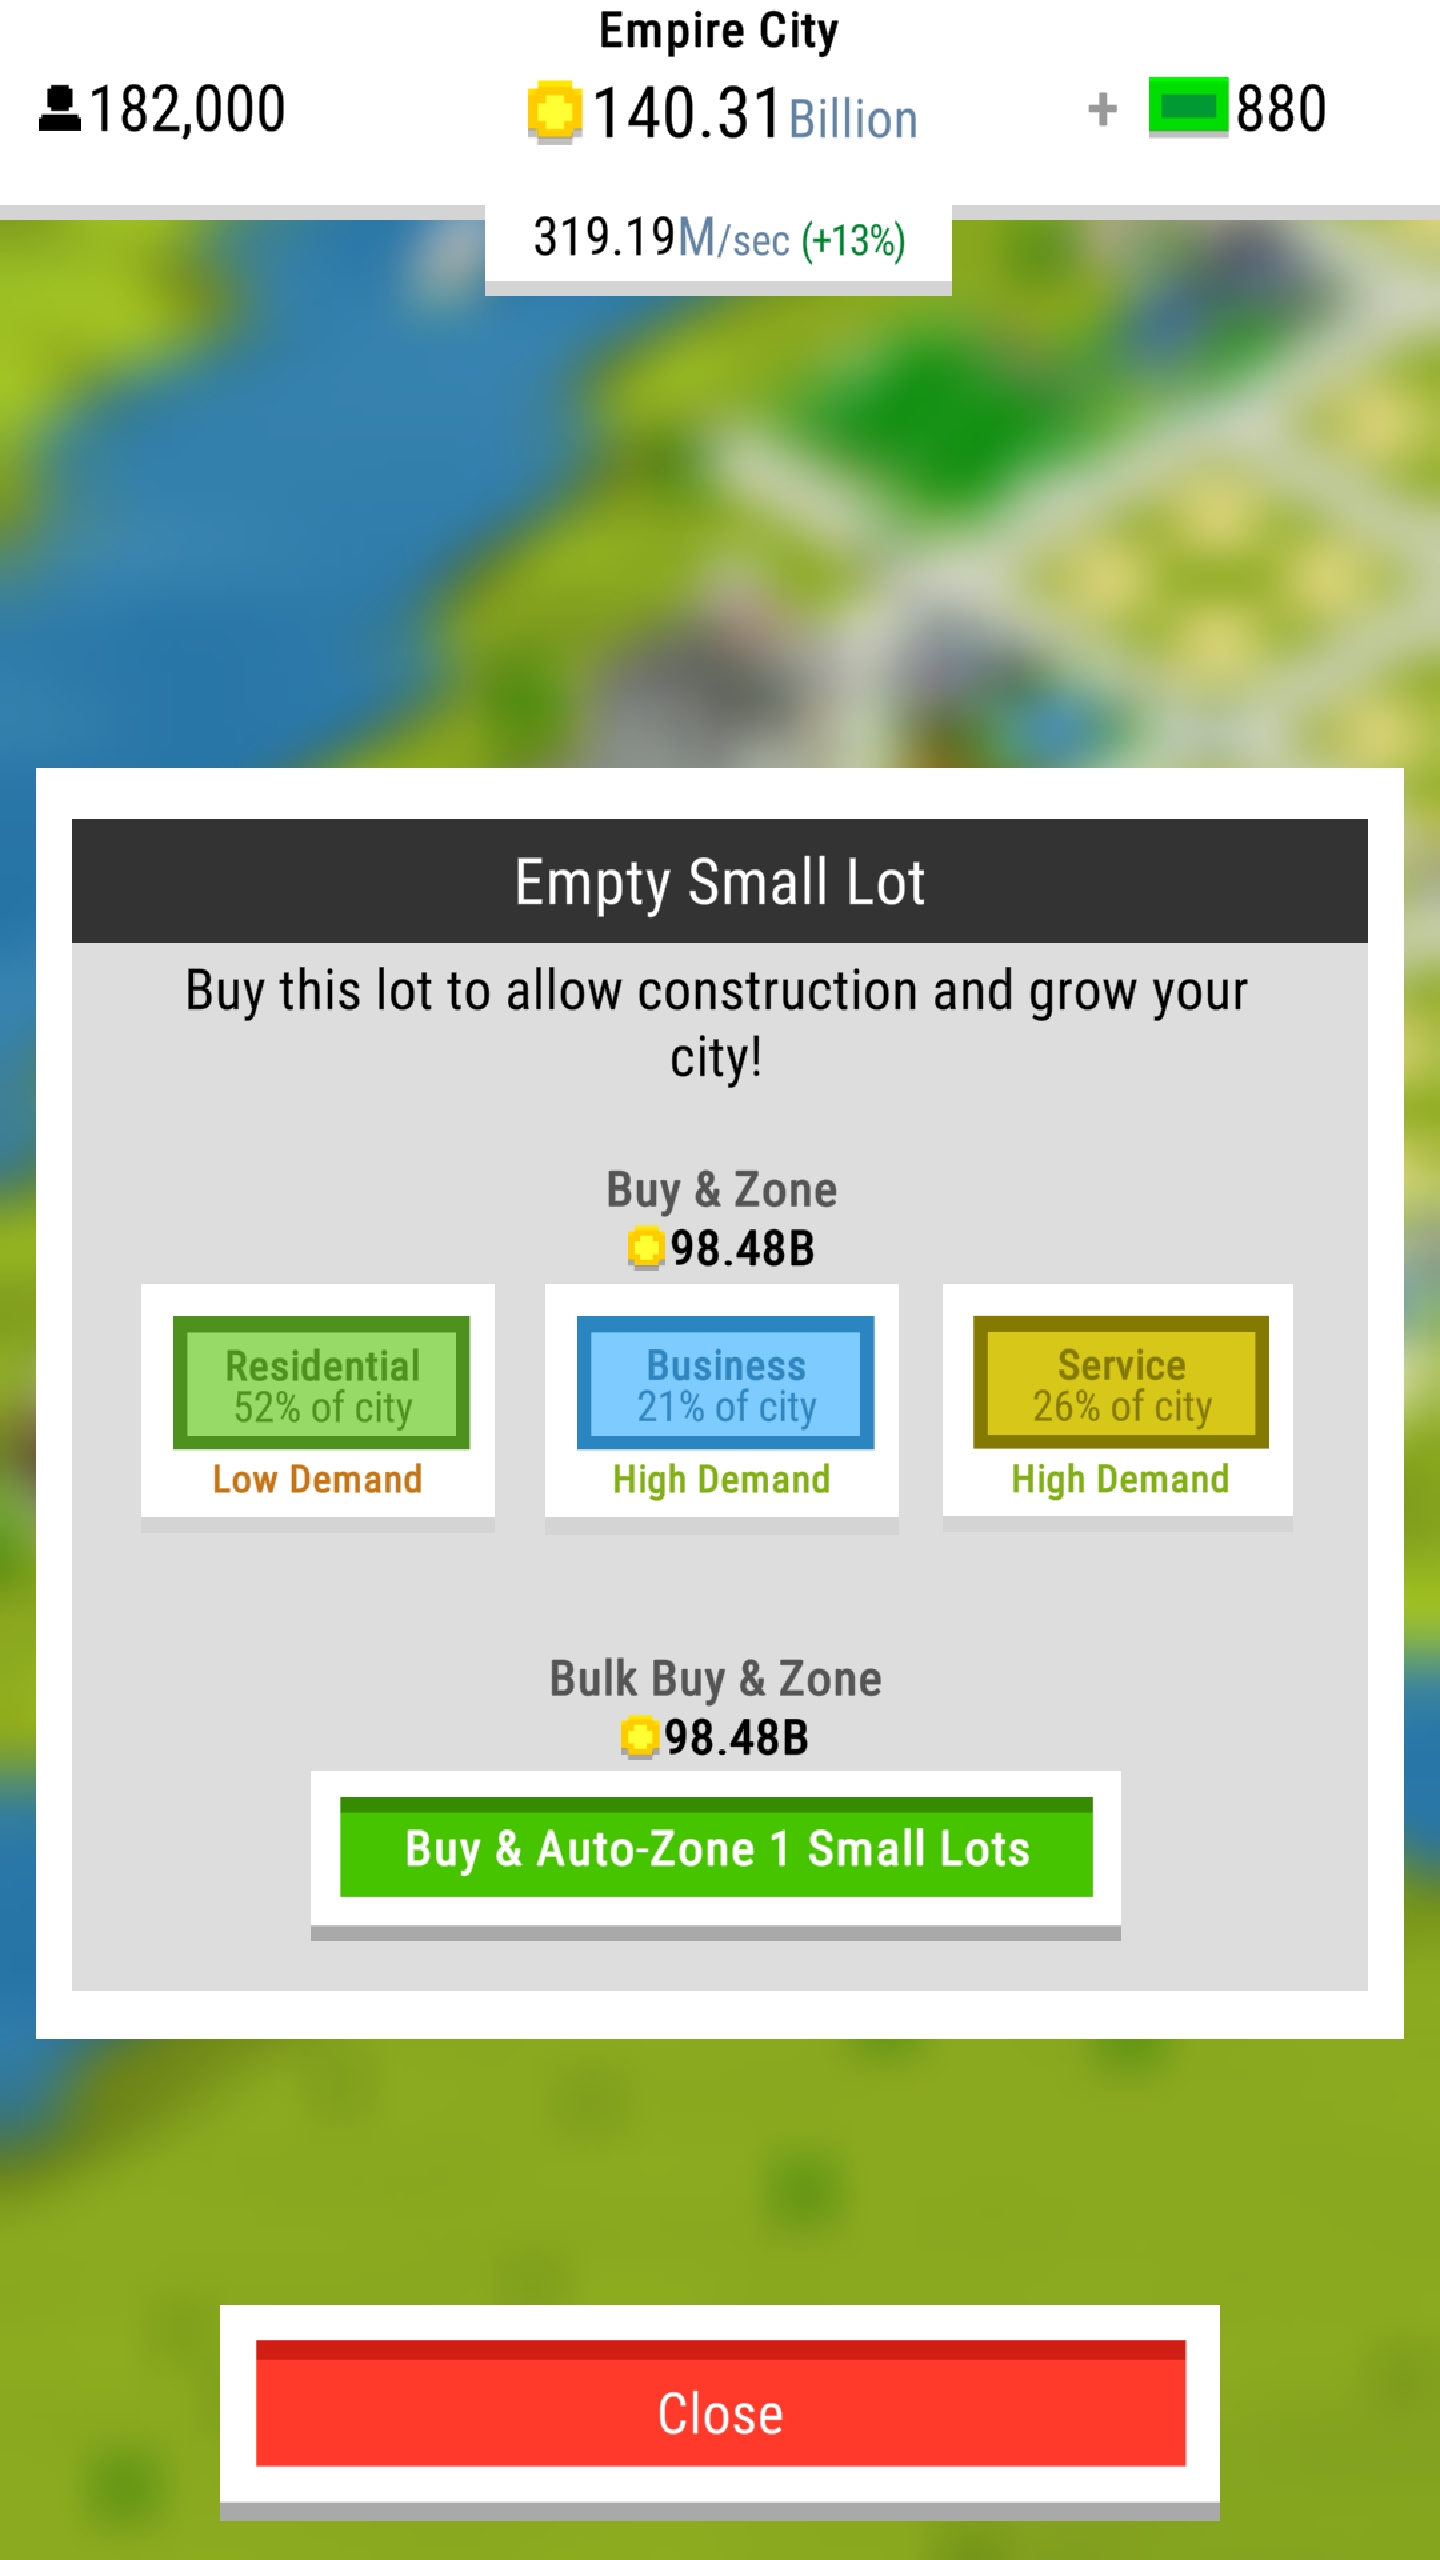 Empire City
182,000
140.31 Billion
+ 880
319.19M/sec (+13%)
Empty Small Lot
Buy this lot to allow construction and grow your
city!
Buy & Zone
98.48B
Residential
52% of city
Low Demand
Business
21% of city
High Demand
Service
26% of city
High Demand
Bulk Buy & Zone
98.48B
Buy & Auto-Zone 1 Small Lots
Close